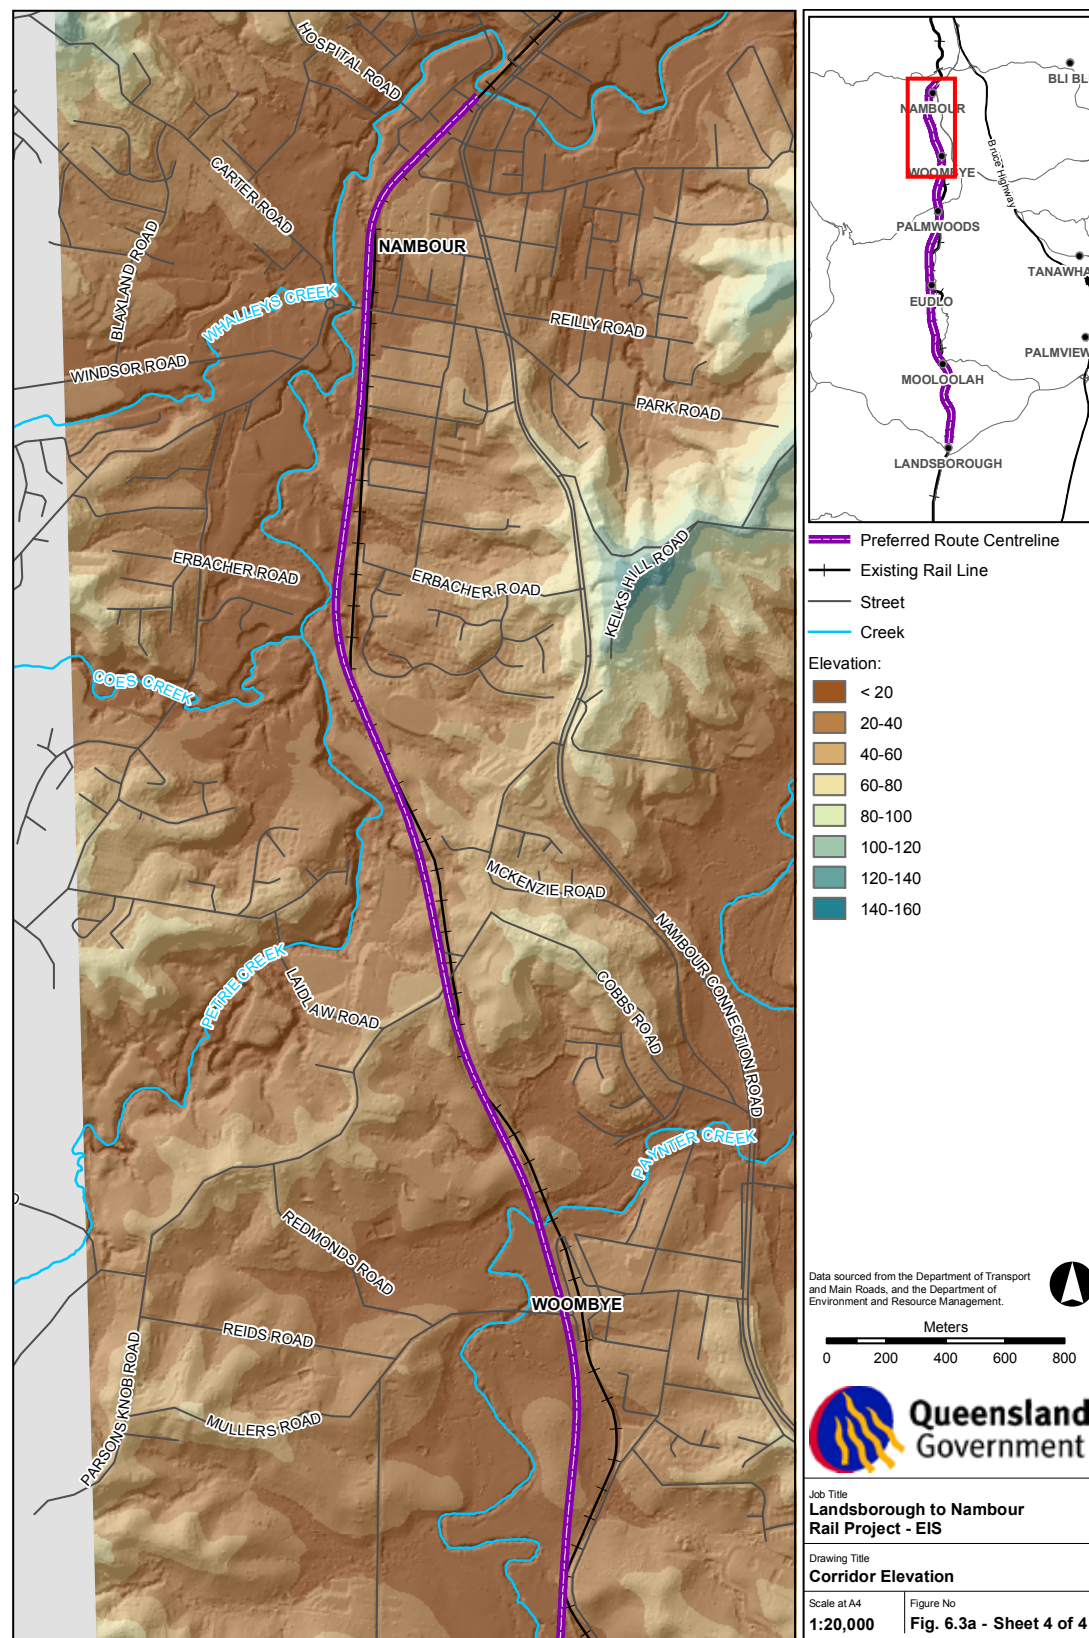 HOSPITAL ROAD
CARTER ROAD
BLAXLAND ROAD
NAMBOUR
WHALLEYS CREEK
REILLY ROAD
WINDSOR ROAD
PARK ROAD
ERBACHER ROAD
ERBACHER ROAD
KELKS HILL ROAD
COES CREEK
MCKENZIE ROAD
NAMBOUR CONNECTION ROAD
COBBS ROAD
PETRIE CREEK
LAIDLAW ROAD
PAYNTER CREEK
REDMONDS ROAD
WOOMBYE
REIDS ROAD
MULLERS ROAD
PARSONS KNOB ROAD
BLI BL
NAMBOUR
Bruce Highway
WOOMBYE
PALMWOODS
TANAWHA
EUDLO
PALMVIEW
MOOLOOLAH
LANDSBOROUGH
Preferred Route Centreline
Existing Rail Line
Street
Creek
Elevation:
< 20
20-40
40-60
60-80
80-100
100-120
120-140
140-160
Data sourced from the Department of Transport
and Main Roads, and the Department of
Environment and Resource Management.
Meters
0 200 400 600 800
Queensland
Government
Job Title
Landsborough to Nambour
Rail Project - EIS
Drawing Title
Corridor Elevation
Scale at A4
1:20,000
Figure No
Fig. 6.3a - Sheet 4 of 4